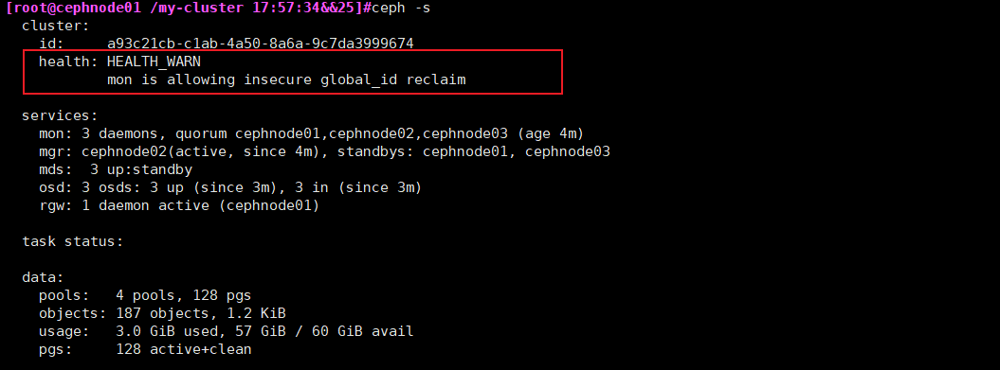 [root@cephnode01 /my-cluster 17:57:34&&25]#ceph -s
cluster:
id: a93c21cb-c1ab-4a50-8a6a-9c7da3999674
health: HEALTH_WARN
mon is allowing insecure global_id reclaim
services:
mon: 3 daemons, quorum cephnode01,cephnode02,cephnode03 (age 4m)
mgr: cephnode02(active, since 4m), standbys: cephnode01, cephnode03
mds: 3 up:standby
osd: 3 osds: 3 up (since 3m), 3 in (since 3m)
rgw: 1 daemon active (cephnode01)
task status:
data:
pools: 4 pools, 128 pgs
objects: 187 objects, 1.2 KiB
usage: 3.0 GiB used, 57 GiB / 60 GiB avail
pgs: 128 active+clean